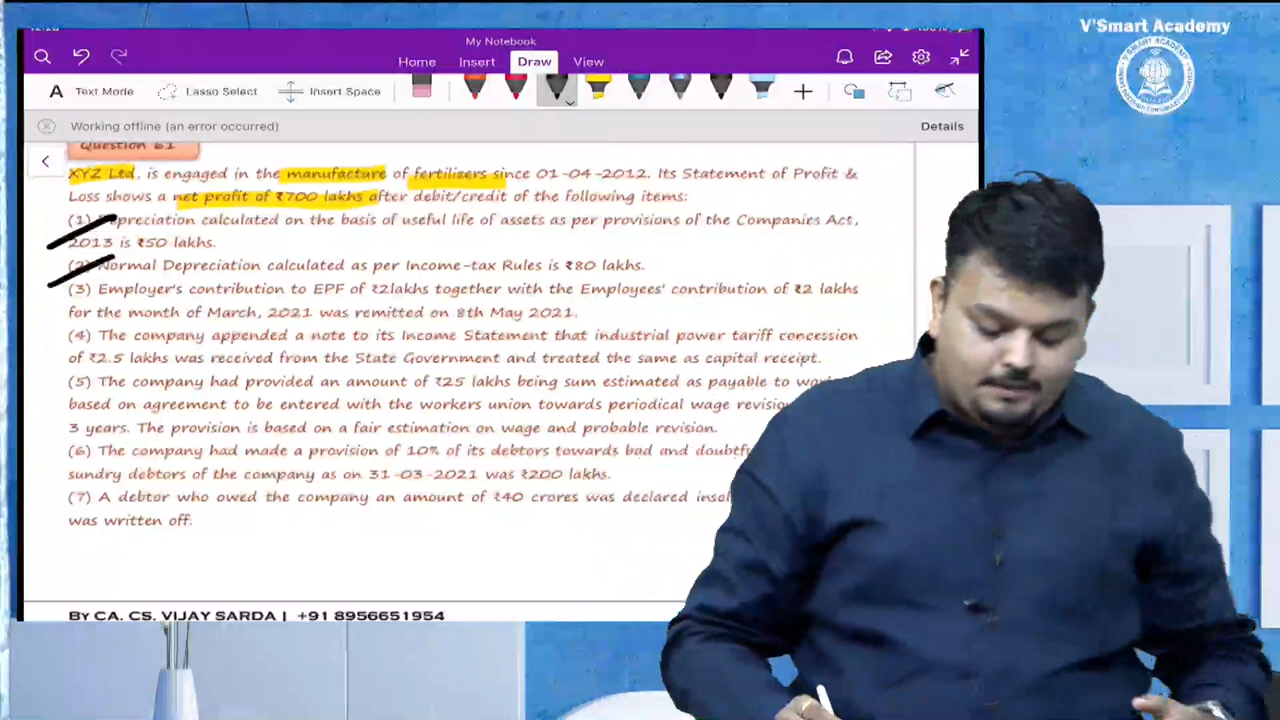 V'Smart Academy
My Notebook
Home Insert Draw View
A Text Mode Lasso Select Insert Space
Working offline (an error occurred) Details
Question 61
XYZ Ltd. is engaged in the manufacture of fertilizers since 01-04-2012. Its Statement of Profit &
Loss shows a net profit of ₹700 lakhs after debit/credit of the following items:
(1) Depreciation calculated on the basis of useful life of assets as per provisions of the Companies Act,
2013 is ₹50 lakhs.
(2) Normal Depreciation calculated as per Income-tax Rules is ₹80 lakhs.
(3) Employer's contribution to EPF of ₹2lakhs together with the Employees' contribution of ₹2 lakhs
for the month of March, 2021 was remitted on 8th May 2021.
(4) The company appended a note to its Income Statement that industrial power tariff concession
of ₹2.5 lakhs was received from the State Government and treated the same as capital receipt.
(5) The company had provided an amount of ₹25 lakhs being sum estimated as payable to
based on agreement to be entered with the workers union towards periodical wage
3 years. The provision is based on a fair estimation on wage and probable revision.
(6) The company had made a provision of 10% of its debtors towards bad and
sundry debtors of the company as on 31-03-2021 was ₹200 lakhs.
(7) A debtor who owed the company an amount of ₹40 crores was declared
was written off.
BY CA. CS. VIJAY SARDA | +91 8956651954